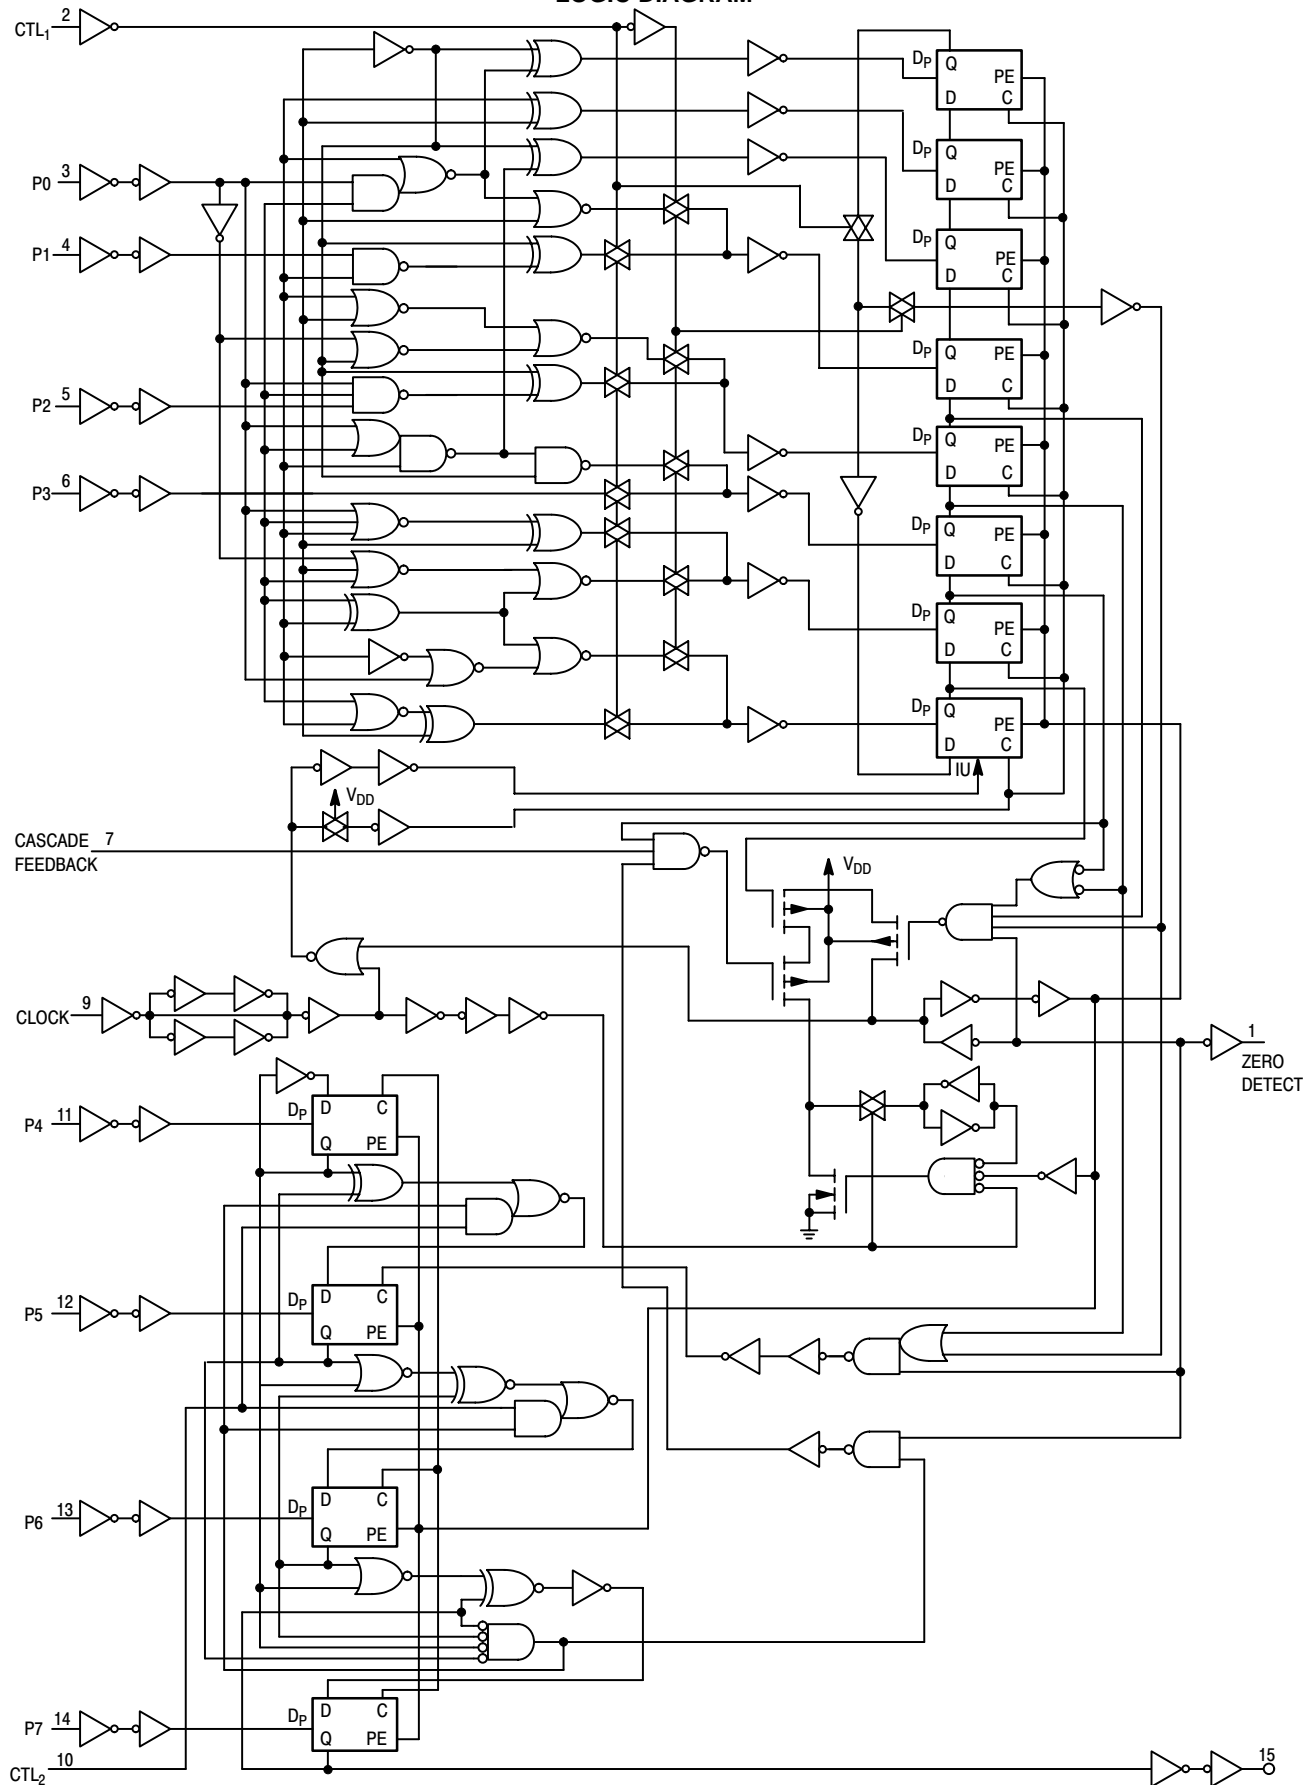 2
CTL1
DP Q PE
D C
DP Q PE
D C
P0 3
DP Q PE
D C
P1 4
DP Q PE
D C
P2 5
DP Q PE
D C
P3 6
DP Q PE
D C
DP Q PE
D C
DP Q PE
D C
IU
VDD
CASCADE 7
FEEDBACK
VDD
CLOCK 9
1
ZERO
DETECT
P4 11
DP D C
Q PE
P5 12
DP D C
Q PE
P6 13
DP D C
Q PE
P7 14
DP D C
Q PE
CTL2 10
15